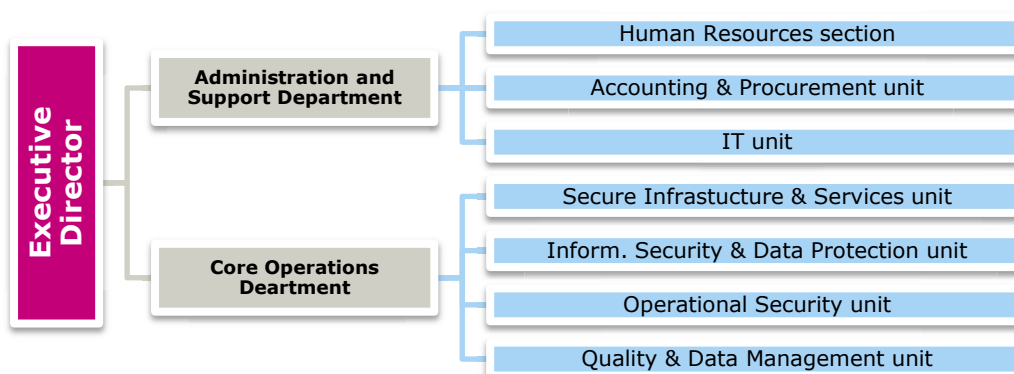 Executive
Director
Administration and
Support Department
Human Resources section
Accounting & Procurement unit
IT unit
Core Operations
Deartment
Secure Infrastucture & Services unit
Inform. Security & Data Protection unit
Operational Security unit
Quality & Data Management unit